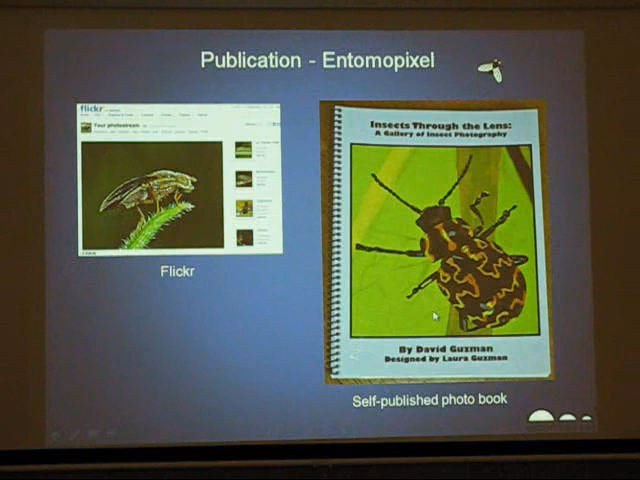 Publication - Entomopixel
flickr
Your photostream
Flickr
Insects Through the Lens:
A Gallery of Insect Photography
By David Guzman
Designed by Laura Guzman
Self-published photo book